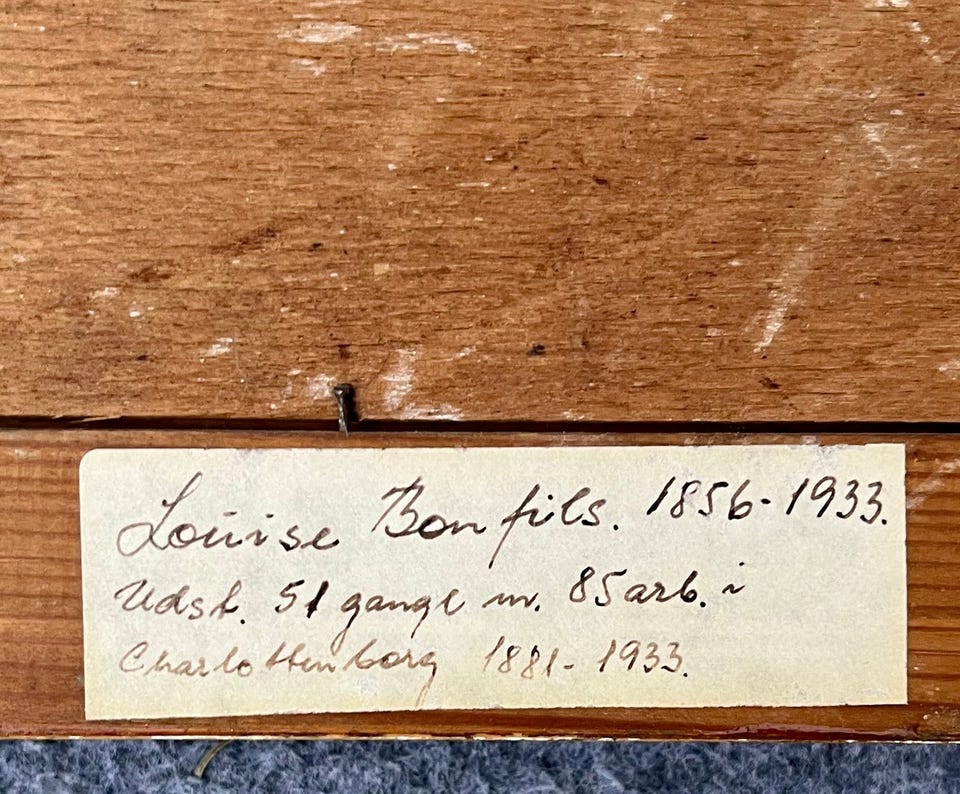 Louise Bonfils. 1856-1933.
Udst. 51 gange m. 85 arb. i
Charlottenborg 1881-1933.